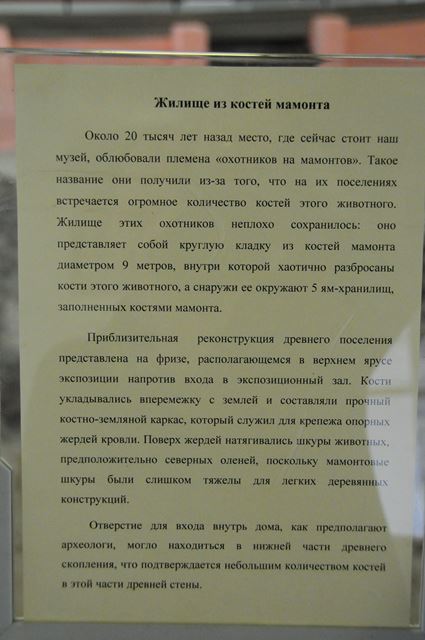 Жилище из костей мамонта
Около 20 тысяч лет назад место, где сейчас стоит наш
музей, облюбовали племена «охотников на мамонтов». Такое
название они получили из-за того, что на их поселениях
встречается огромное количество костей этого животного.
Жилище этих охотников неплохо сохранилось: оно
представляет собой круглую кладку из костей мамонта
диаметром 9 метров, внутри которой хаотично разбросаны
кости этого животного, а снаружи ее окружают 5 ям-хранилищ,
заполненных костями мамонта.
Приблизительная реконструкция древнего поселения
представлена на фризе, располагающемся в верхнем ярусе
экспозиции напротив входа в экспозиционный зал. Кости
укладывались вперемежку с землей и составляли прочный
костно-земляной каркас, который служил для крепежа опорных
жердей кровли. Поверх жердей натягивались шкуры животных,
предположительно северных оленей, поскольку мамонтовые
шкуры были слишком тяжелы для легких деревянных
конструкций.
Отверстие для входа внутрь дома, как предполагают
археологи, могло находиться в нижней части древнего
скопления, что подтверждается небольшим количеством костей
в этой части древней стены.